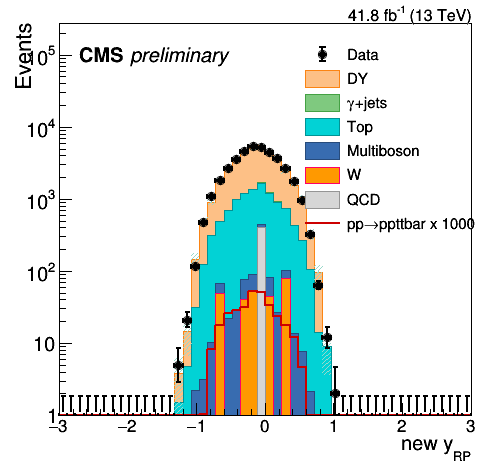 41.8 fb⁻¹ (13 TeV)
Events
CMS preliminary
Data
DY
γ+jets
Top
Multiboson
W
QCD
pp→ppttbar x 1000
10⁵
10⁴
10³
10²
10
1
−3 −2 −1 0 1 2 3
new y_RP